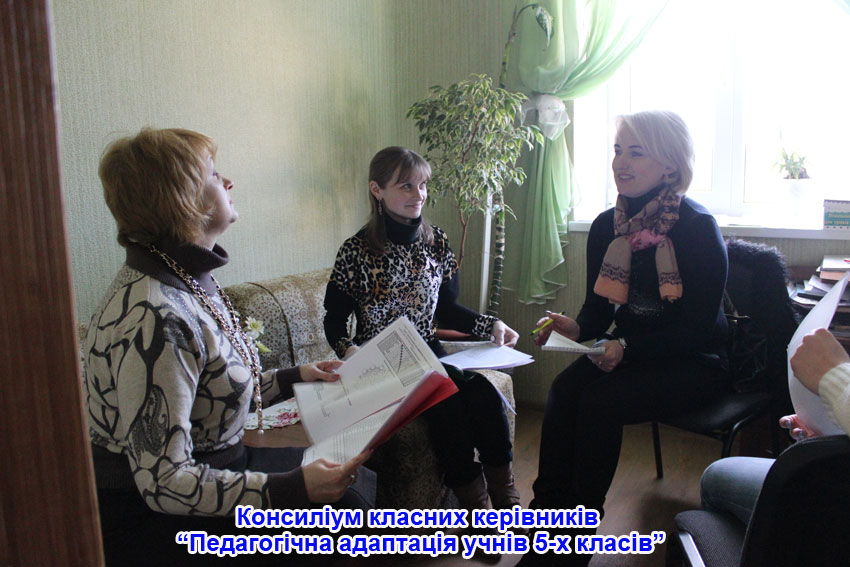 Консиліум класних керівників
“Педагогічна адаптація учнів 5-х класів”